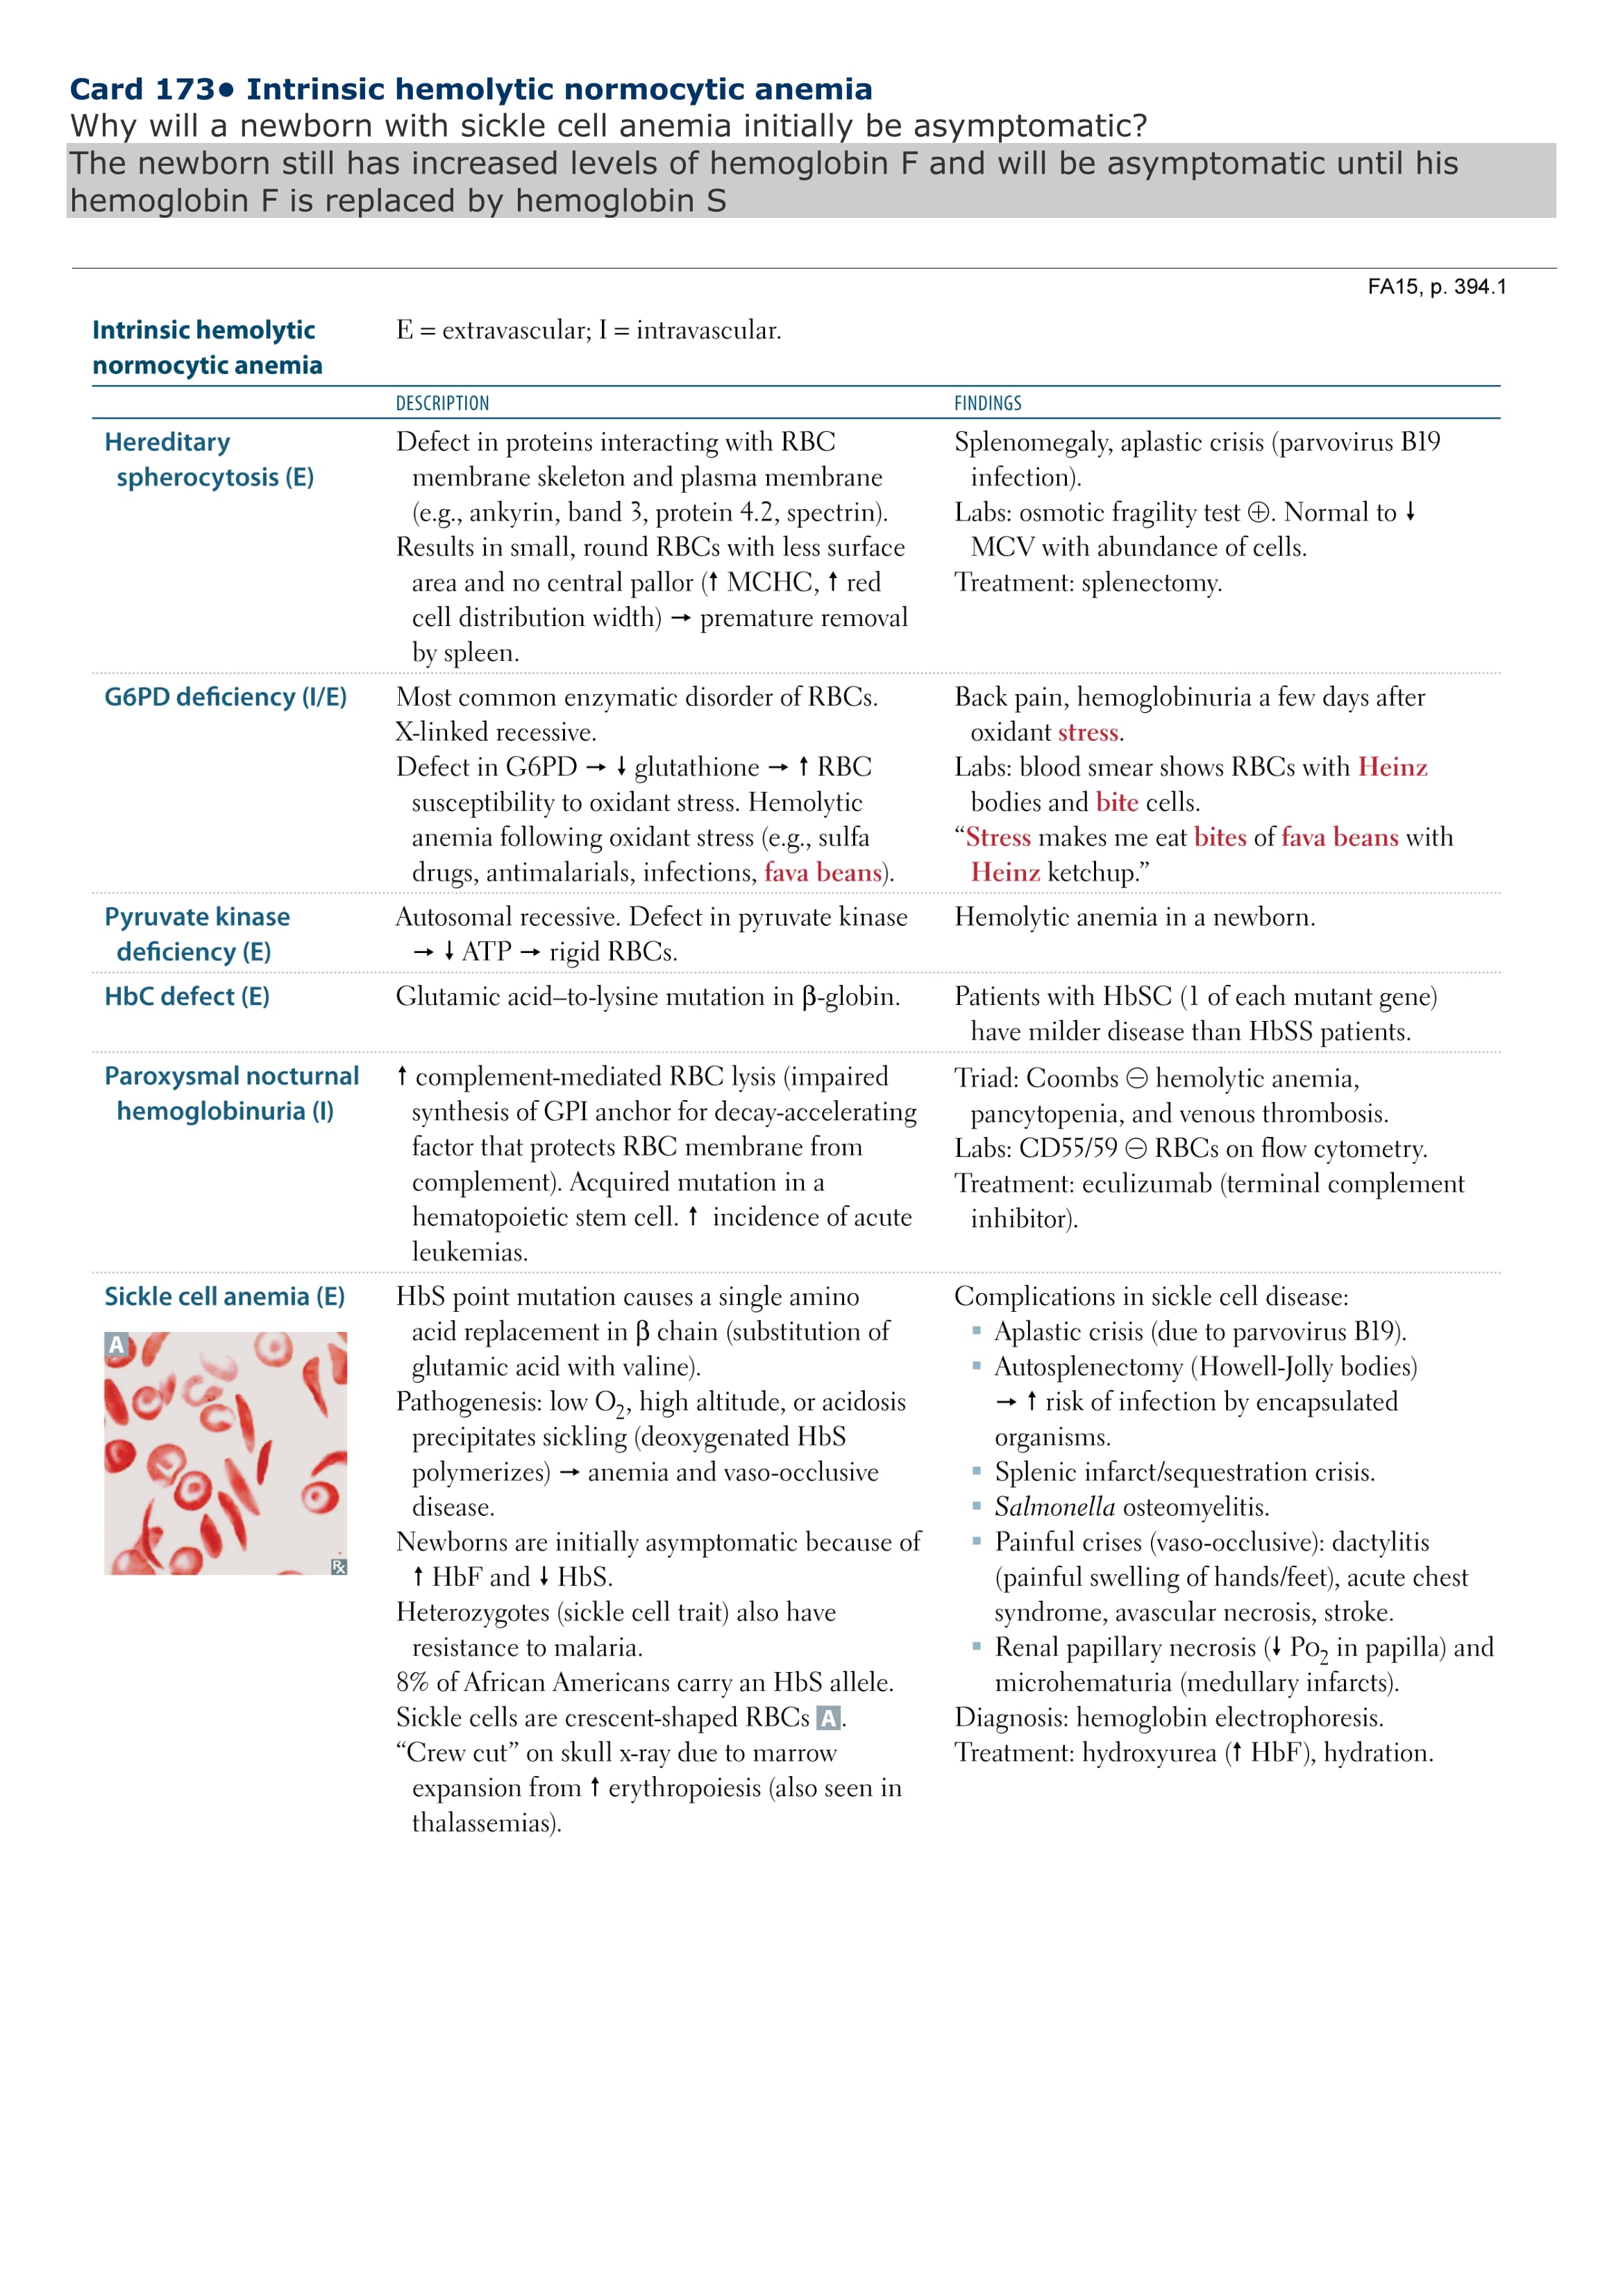 Card 173● Intrinsic hemolytic normocytic anemia
Why will a newborn with sickle cell anemia initially be asymptomatic?
The newborn still has increased levels of hemoglobin F and will be asymptomatic until his
hemoglobin F is replaced by hemoglobin S
FA15, p. 394.1
Intrinsic hemolytic
normocytic anemia
E = extravascular; I = intravascular.
DESCRIPTION
FINDINGS
Hereditary
spherocytosis (E)
Defect in proteins interacting with RBC
membrane skeleton and plasma membrane
(e.g., ankyrin, band 3, protein 4.2, spectrin).
Results in small, round RBCs with less surface
area and no central pallor (↑ MCHC, ↑ red
cell distribution width) → premature removal
by spleen.
Splenomegaly, aplastic crisis (parvovirus B19
infection).
Labs: osmotic fragility test ⊕. Normal to ↓
MCV with abundance of cells.
Treatment: splenectomy.
G6PD deficiency (I/E)
Most common enzymatic disorder of RBCs.
X-linked recessive.
Defect in G6PD → ↓ glutathione → ↑ RBC
susceptibility to oxidant stress. Hemolytic
anemia following oxidant stress (e.g., sulfa
drugs, antimalarials, infections, fava beans).
Back pain, hemoglobinuria a few days after
oxidant stress.
Labs: blood smear shows RBCs with Heinz
bodies and bite cells.
“Stress makes me eat bites of fava beans with
Heinz ketchup.”
Pyruvate kinase
deficiency (E)
Autosomal recessive. Defect in pyruvate kinase
→ ↓ ATP → rigid RBCs.
Hemolytic anemia in a newborn.
HbC defect (E)
Glutamic acid–to-lysine mutation in β-globin.
Patients with HbSC (1 of each mutant gene)
have milder disease than HbSS patients.
Paroxysmal nocturnal
hemoglobinuria (I)
↑ complement-mediated RBC lysis (impaired
synthesis of GPI anchor for decay-accelerating
factor that protects RBC membrane from
complement). Acquired mutation in a
hematopoietic stem cell. ↑ incidence of acute
leukemias.
Triad: Coombs ⊖ hemolytic anemia,
pancytopenia, and venous thrombosis.
Labs: CD55/59 ⊖ RBCs on flow cytometry.
Treatment: eculizumab (terminal complement
inhibitor).
Sickle cell anemia (E)
A
Rx
HbS point mutation causes a single amino
acid replacement in β chain (substitution of
glutamic acid with valine).
Pathogenesis: low O₂, high altitude, or acidosis
precipitates sickling (deoxygenated HbS
polymerizes) → anemia and vaso-occlusive
disease.
Newborns are initially asymptomatic because of
↑ HbF and ↓ HbS.
Heterozygotes (sickle cell trait) also have
resistance to malaria.
8% of African Americans carry an HbS allele.
Sickle cells are crescent-shaped RBCs A.
“Crew cut” on skull x-ray due to marrow
expansion from ↑ erythropoiesis (also seen in
thalassemias).
Complications in sickle cell disease:
▪ Aplastic crisis (due to parvovirus B19).
▪ Autosplenectomy (Howell-Jolly bodies)
→ ↑ risk of infection by encapsulated
organisms.
▪ Splenic infarct/sequestration crisis.
▪ Salmonella osteomyelitis.
▪ Painful crises (vaso-occlusive): dactylitis
(painful swelling of hands/feet), acute chest
syndrome, avascular necrosis, stroke.
▪ Renal papillary necrosis (↓ Po₂ in papilla) and
microhematuria (medullary infarcts).
Diagnosis: hemoglobin electrophoresis.
Treatment: hydroxyurea (↑ HbF), hydration.